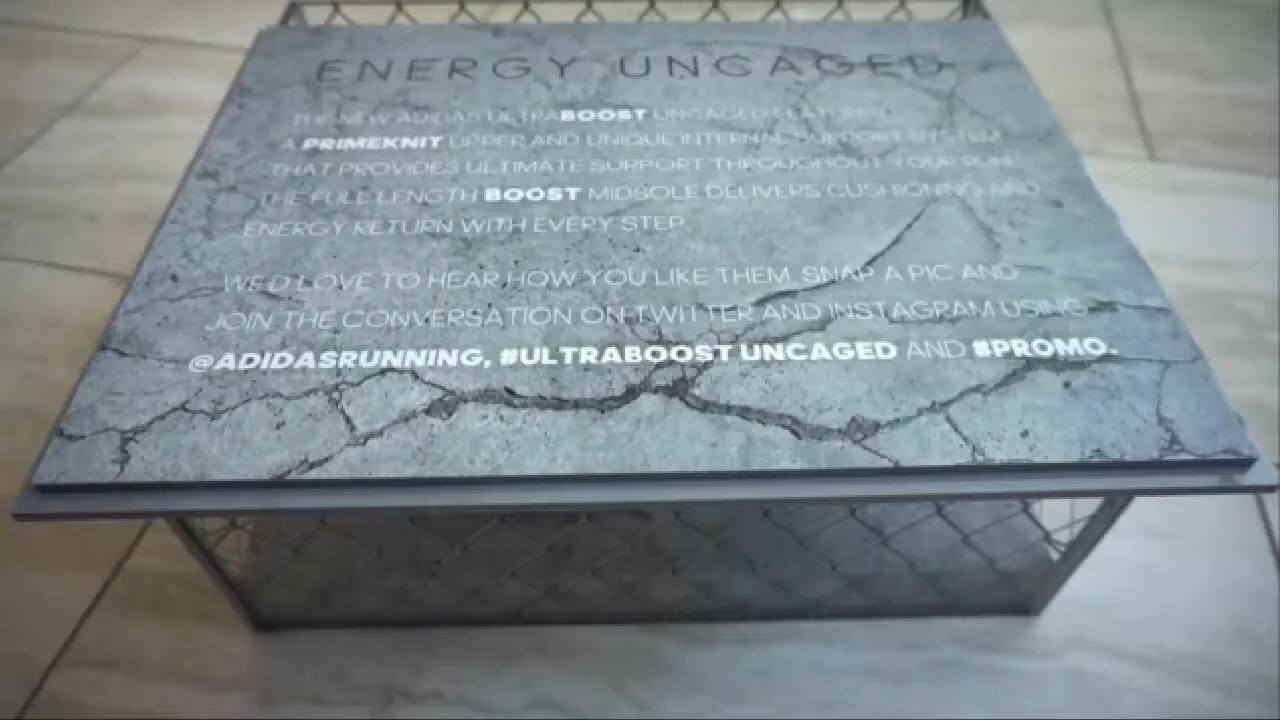 ENERGY UNCAGED
THE NEW ADIDAS ULTRABOOST UNCAGED FEATURES
A PRIMEKNIT UPPER AND UNIQUE INTERNAL SUPPORT SYSTEM
THAT PROVIDES ULTIMATE SUPPORT THROUGHOUT YOUR RUN.
THE FULL LENGTH BOOST MIDSOLE DELIVERS CUSHIONING AND
ENERGY RETURN WITH EVERY STEP.
WE'D LOVE TO HEAR HOW YOU LIKE THEM. SNAP A PIC AND
JOIN THE CONVERSATION ON TWITTER AND INSTAGRAM USING
@ADIDASRUNNING, #ULTRABOOST UNCAGED AND #PROMO.